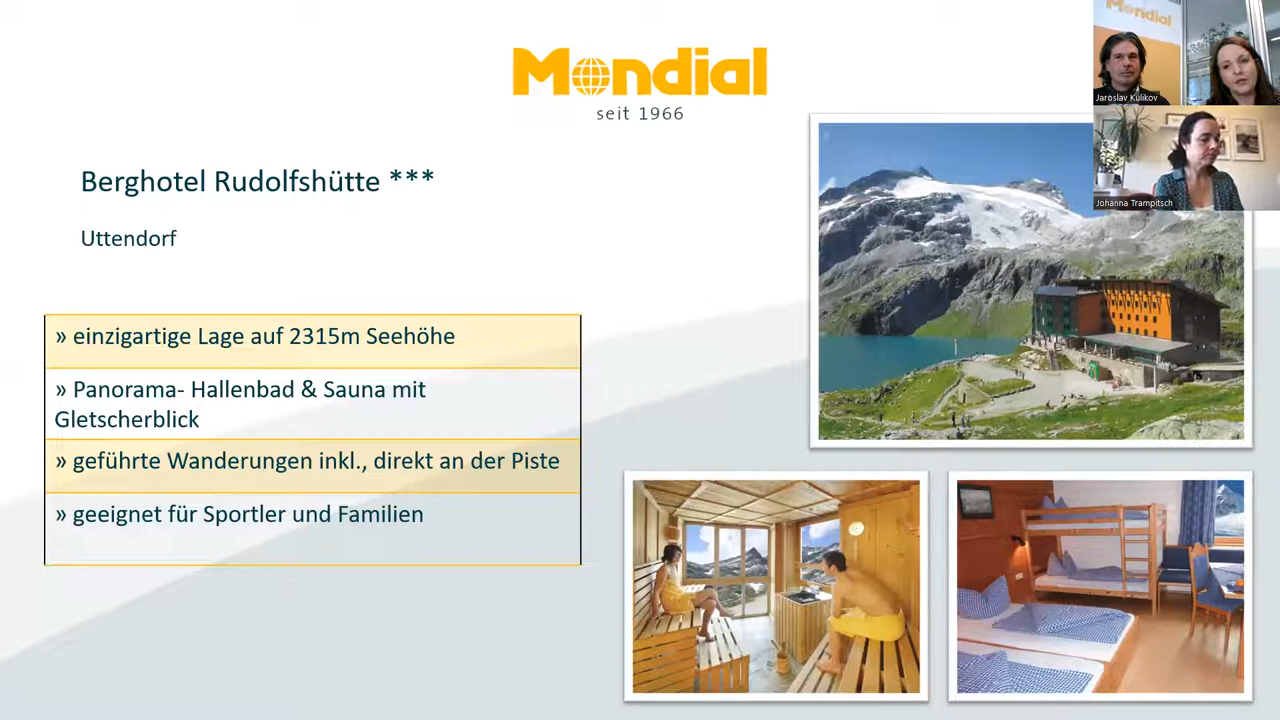 Mondial
seit 1966
Mondial
Jaroslav Kulikov
Johanna Trampitsch
Berghotel Rudolfshütte ***
Uttendorf
» einzigartige Lage auf 2315m Seehöhe
» Panorama- Hallenbad & Sauna mit
Gletscherblick
» geführte Wanderungen inkl., direkt an der Piste
» geeignet für Sportler und Familien